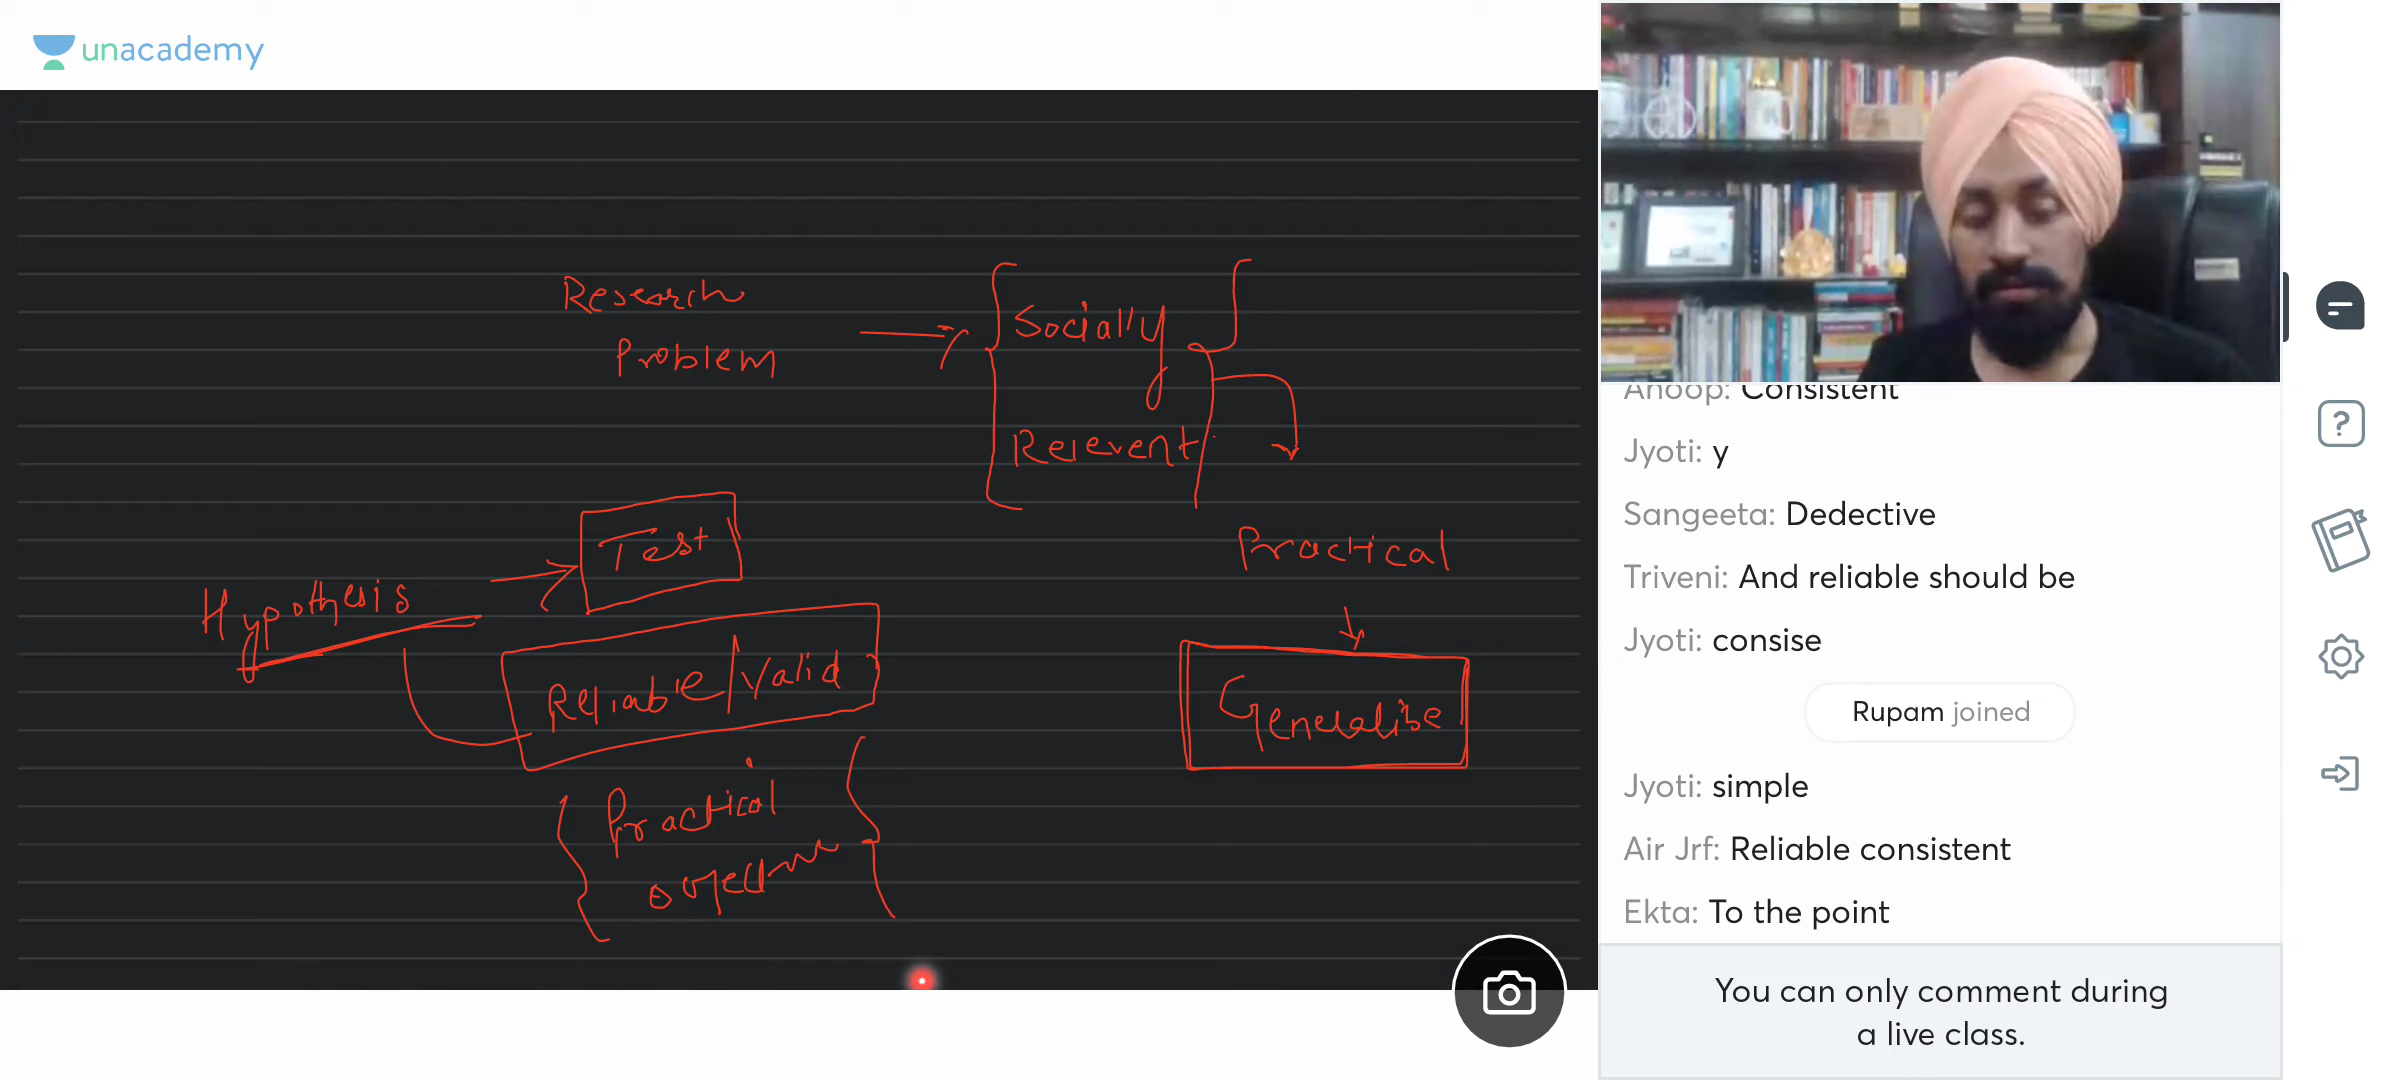 unacademy
Research
Problem
Socially
Relevent
Test
Hypothesis
Reliable/Valid
Practical
Practical
Generalise
Anoop: Consistent
Jyoti: y
Sangeeta: Dedective
Triveni: And reliable should be
Jyoti: consise
Rupam joined
Jyoti: simple
Air Jrf: Reliable consistent
Ekta: To the point
You can only comment during
a live class.
?